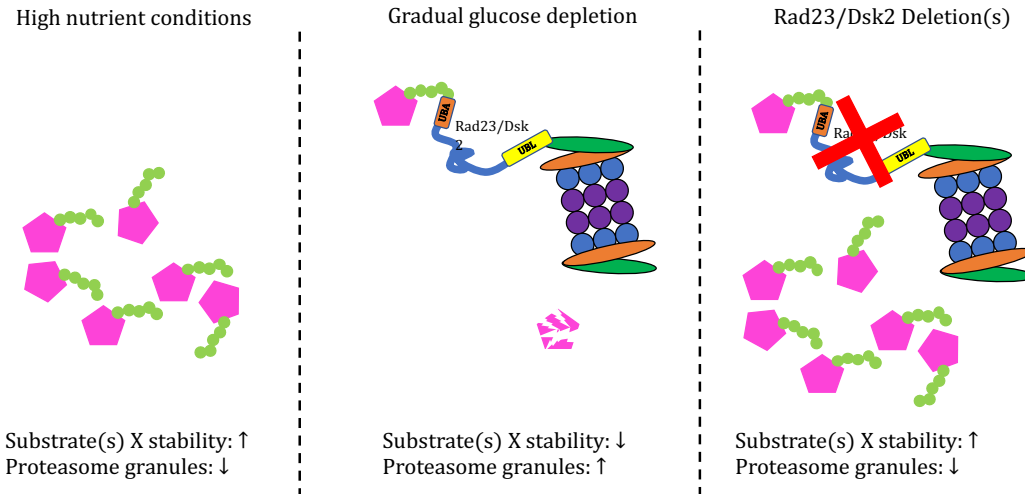 High nutrient conditions
Gradual glucose depletion
Rad23/Dsk2 Deletion(s)
UBA
Rad23/Dsk
2
UBL
UBA
UBL
Substrate(s) X stability: ↑
Proteasome granules: ↓
Substrate(s) X stability: ↓
Proteasome granules: ↑
Substrate(s) X stability: ↑
Proteasome granules: ↓